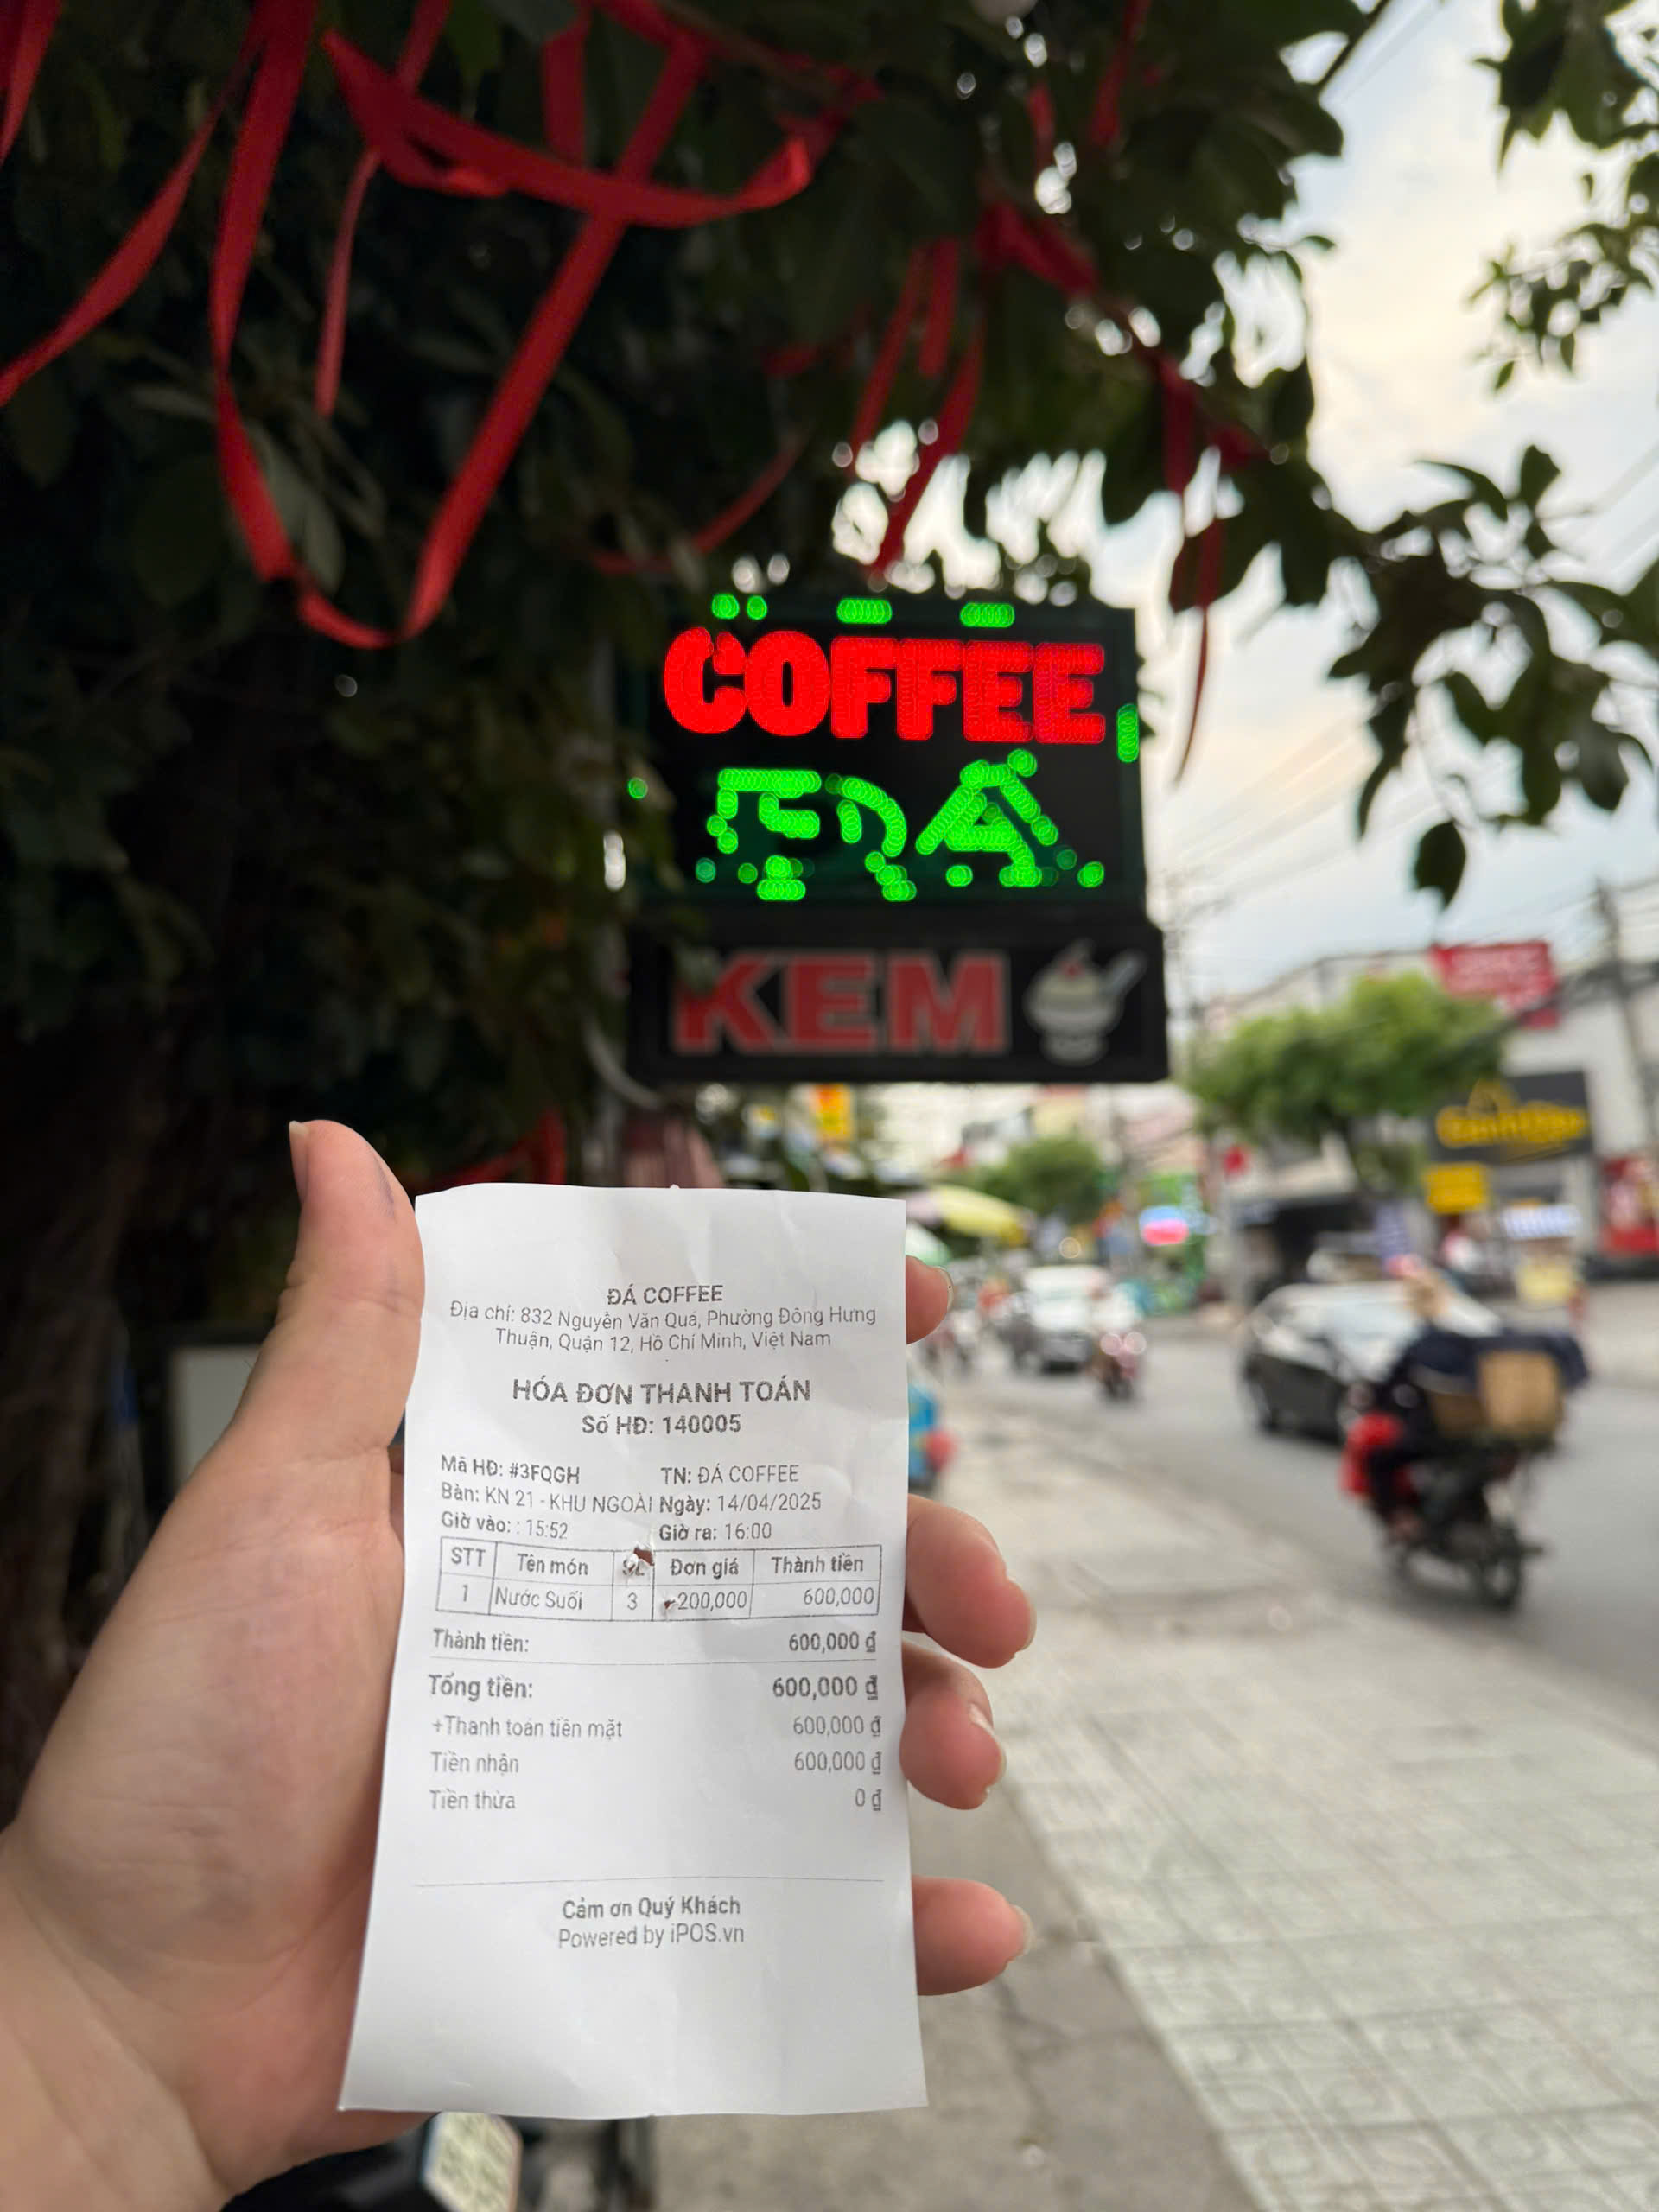 COFFEE
ĐÁ
KEM
ĐÁ COFFEE
Địa chỉ: 832 Nguyễn Văn Quá, Phường Đông Hưng
Thuận, Quận 12, Hồ Chí Minh, Việt Nam
HÓA ĐƠN THANH TOÁN
Số HĐ: 140005
Mã HĐ: #3FQGH TN: ĐÁ COFFEE
Bàn: KN 21 - KHU NGOÀI Ngày: 14/04/2025
Giờ vào: : 15:52 Giờ ra: 16:00
STT Tên món SL Đơn giá Thành tiền
1 Nước Suối 3 200,000 600,000
Thành tiền: 600,000 ₫
Tổng tiền: 600,000 ₫
+Thanh toán tiền mặt 600,000 ₫
Tiền nhận 600,000 ₫
Tiền thừa 0 ₫
Cảm ơn Quý Khách
Powered by iPOS.vn